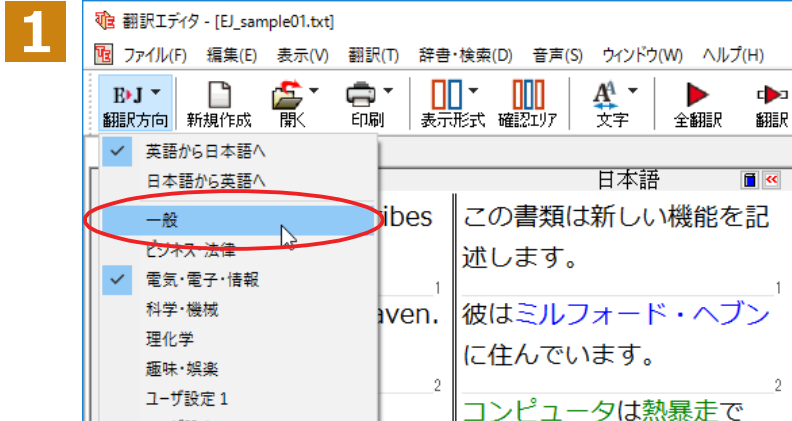 1
翻訳エディタ - [EJ_sample01.txt]
ファイル(F) 編集(E) 表示(V) 翻訳(T) 辞書・検索(D) 音声(S) ウィンドウ(W) ヘルプ(H)
E▶J
翻訳方向 新規作成 開く 印刷 表示形式 確認エリア 文字 全翻訳 翻訳
英語から日本語へ
日本語から英語へ
日本語
一般
ibes
この書類は新しい機能を記
述します。
ビジネス・法律
電気・電子・情報
1
1
科学・機械
aven.
彼はミルフォード・ヘブン
理化学
に住んでいます。
趣味・娯楽
2
2
ユーザ設定 1
コンピュータは熱暴走で